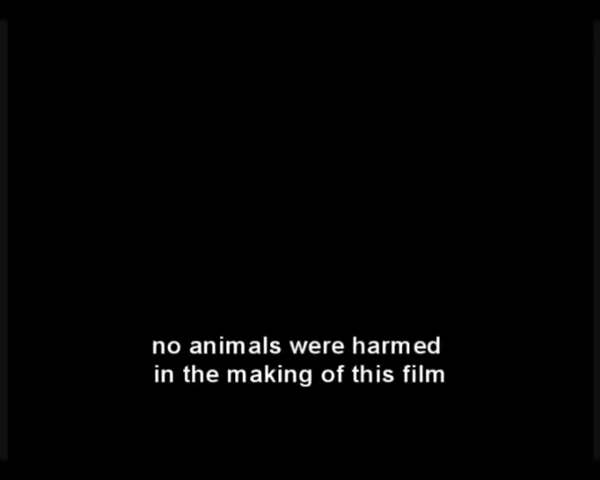 no animals were harmed
in the making of this film